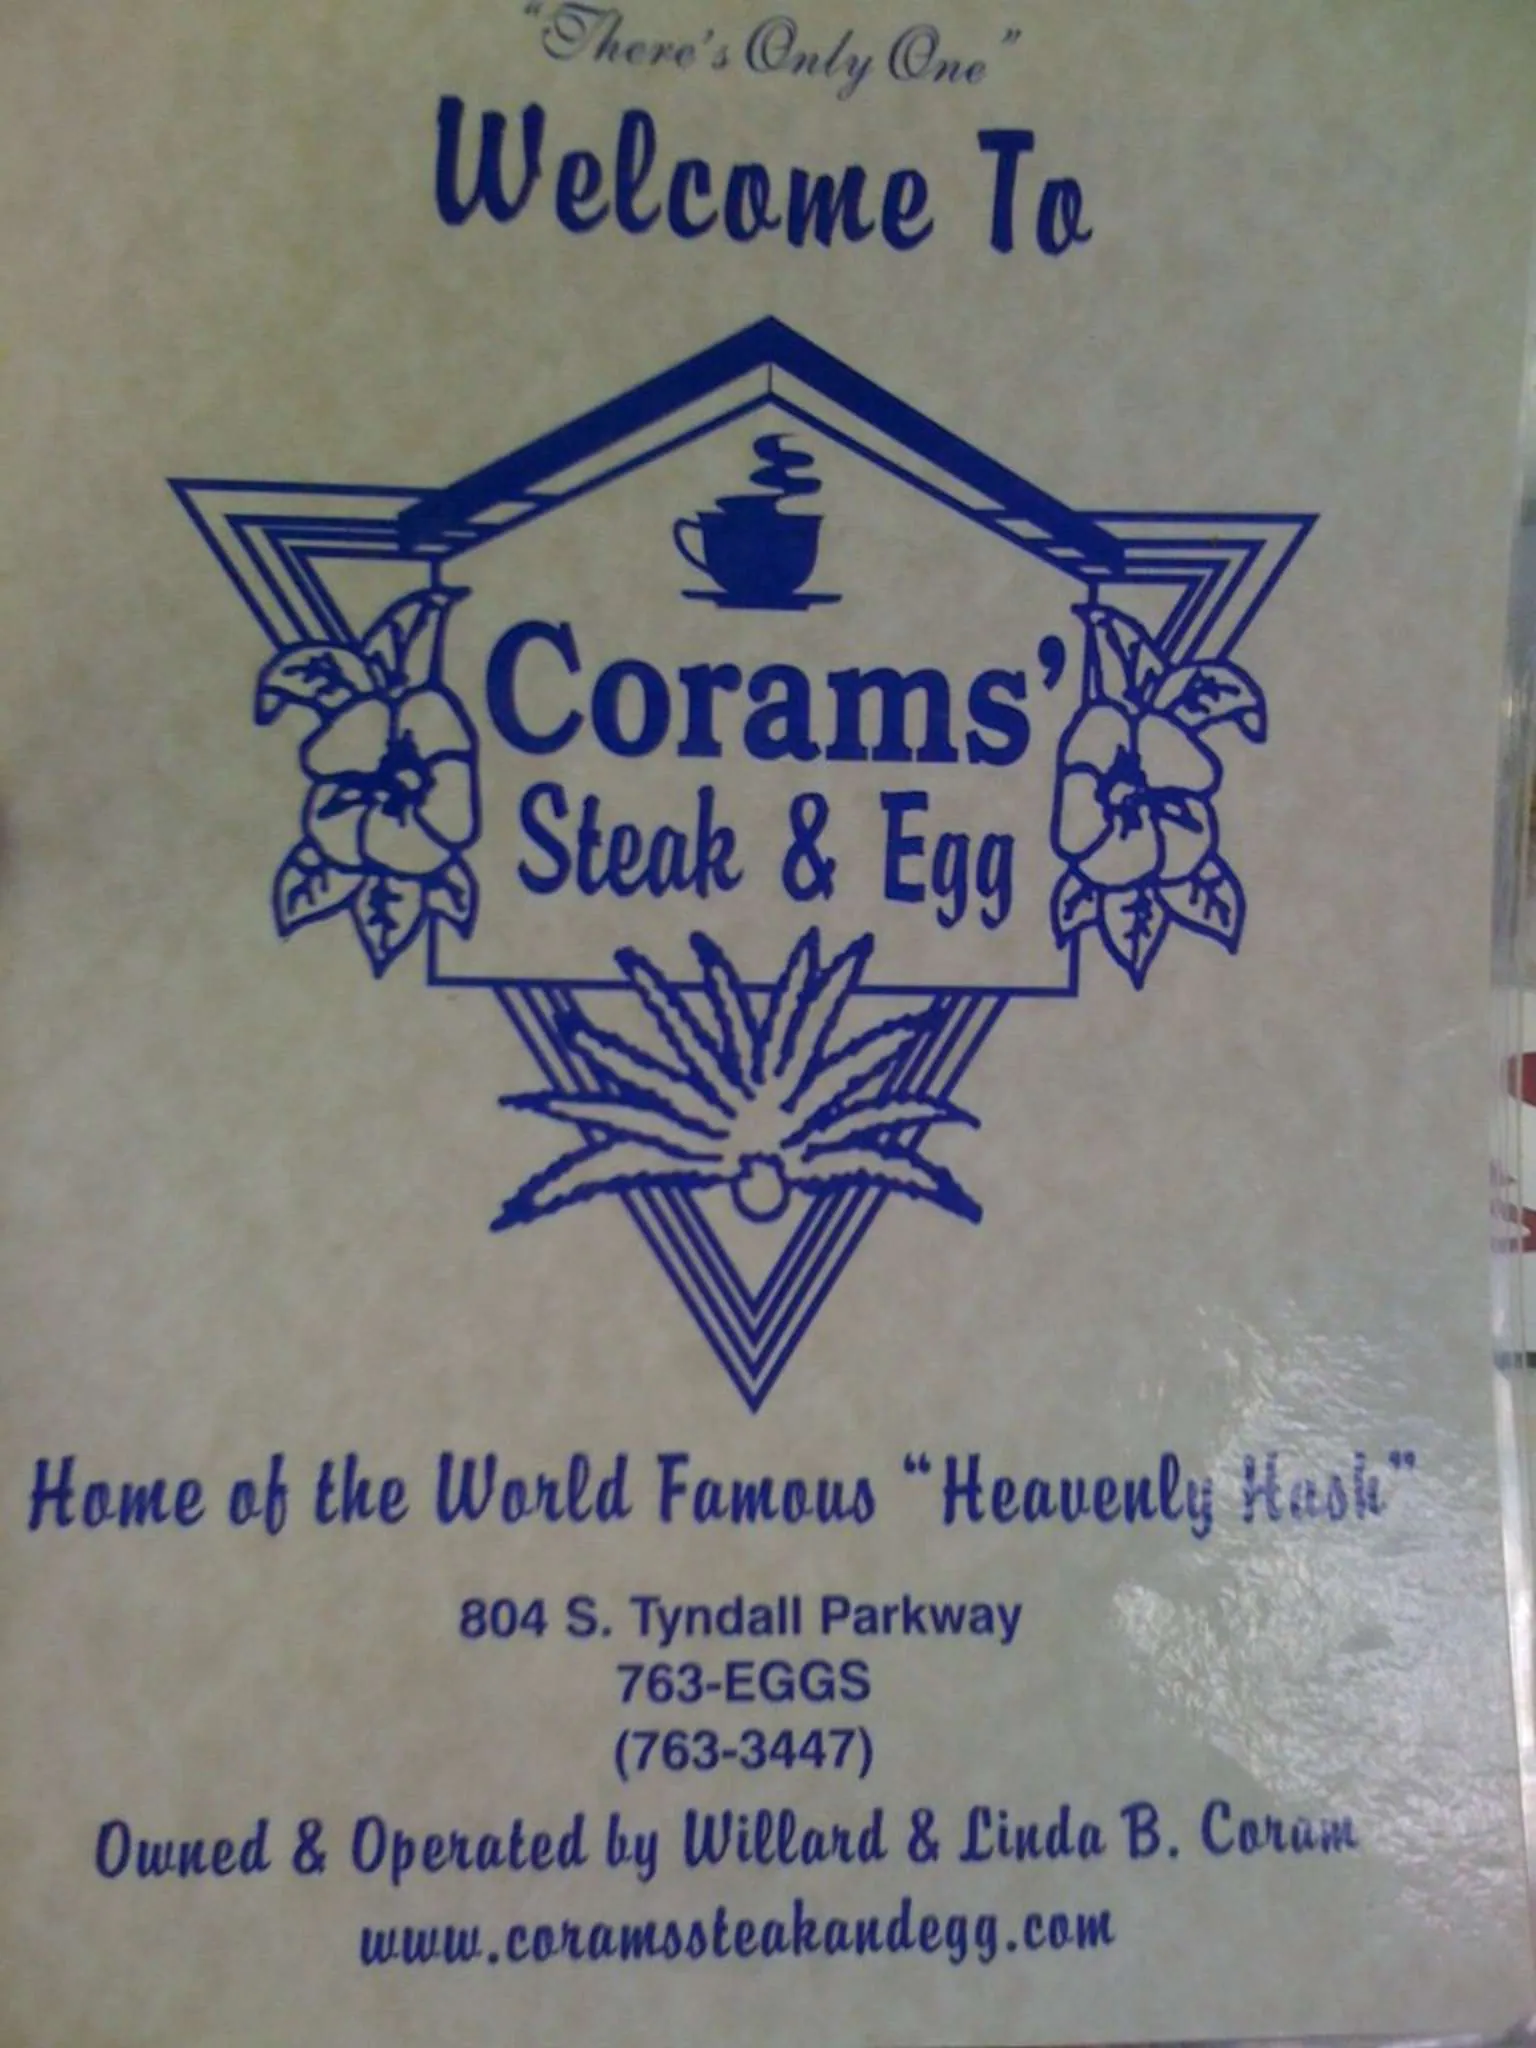 "There's Only One"
Welcome To
Corams'
Steak & Egg
Home of the World Famous "Heavenly Hash"
804 S. Tyndall Parkway
763-EGGS
(763-3447)
Owned & Operated by Willard & Linda B. Coram
www.coramssteakandegg.com